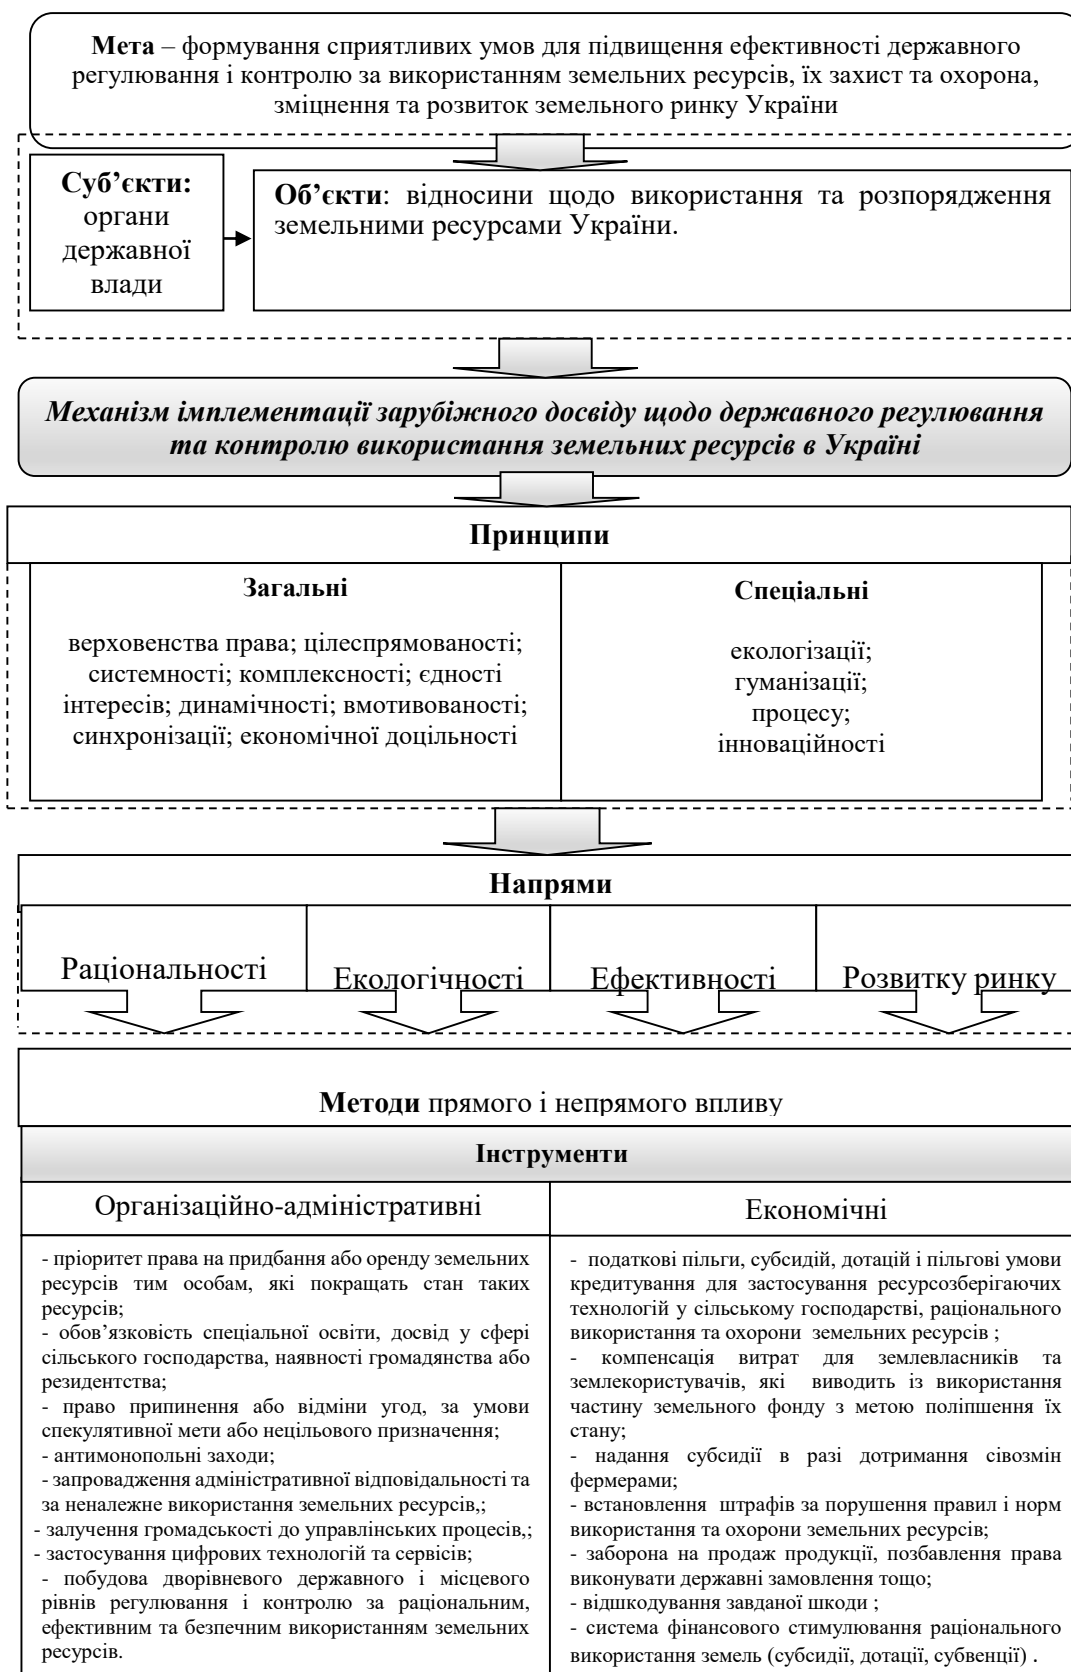 Мета – формування сприятливих умов для підвищення ефективності державного
регулювання і контролю за використанням земельних ресурсів, їх захист та охорона,
зміцнення та розвиток земельного ринку України
Суб’єкти:
органи
державної
влади
Об’єкти: відносини щодо використання та розпорядження
земельними ресурсами України.
Механізм імплементації зарубіжного досвіду щодо державного регулювання
та контролю використання земельних ресурсів в Україні
Принципи
Загальні
верховенства права; цілеспрямованості;
системності; комплексності; єдності
інтересів; динамічності; вмотивованості;
синхронізації; економічної доцільності
Спеціальні
екологізації;
гуманізації;
процесу;
інноваційності
Напрями
Раціональності
Екологічності
Ефективності
Розвитку ринку
Методи прямого і непрямого впливу
Інструменти
Організаційно-адміністративні
- пріоритет права на придбання або оренду земельних
ресурсів тим особам, які покращать стан таких
ресурсів;
- обов’язковість спеціальної освіти, досвід у сфері
сільського господарства, наявності громадянства або
резидентства;
- право припинення або відміни угод, за умови
спекулятивної мети або нецільового призначення;
- антимонопольні заходи;
- запровадження адміністративної відповідальності та
за неналежне використання земельних ресурсів,;
- залучення громадськості до управлінських процесів,;
- застосування цифрових технологій та сервісів;
- побудова дворівневого державного і місцевого
рівнів регулювання і контролю за раціональним,
ефективним та безпечним використанням земельних
ресурсів.
Економічні
- податкові пільги, субсидій, дотацій і пільгові умови
кредитування для застосування ресурсозберігаючих
технологій у сільському господарстві, раціонального
використання та охорони земельних ресурсів ;
- компенсація витрат для землевласників та
землекористувачів, які виводить із використання
частину земельного фонду з метою поліпшення їх
стану;
- надання субсидії в разі дотримання сівозмін
фермерами;
- встановлення штрафів за порушення правил і норм
використання та охорони земельних ресурсів;
- заборона на продаж продукції, позбавлення права
виконувати державні замовлення тощо;
- відшкодування завданої шкоди ;
- система фінансового стимулювання раціонального
використання земель (субсидії, дотації, субвенції) .